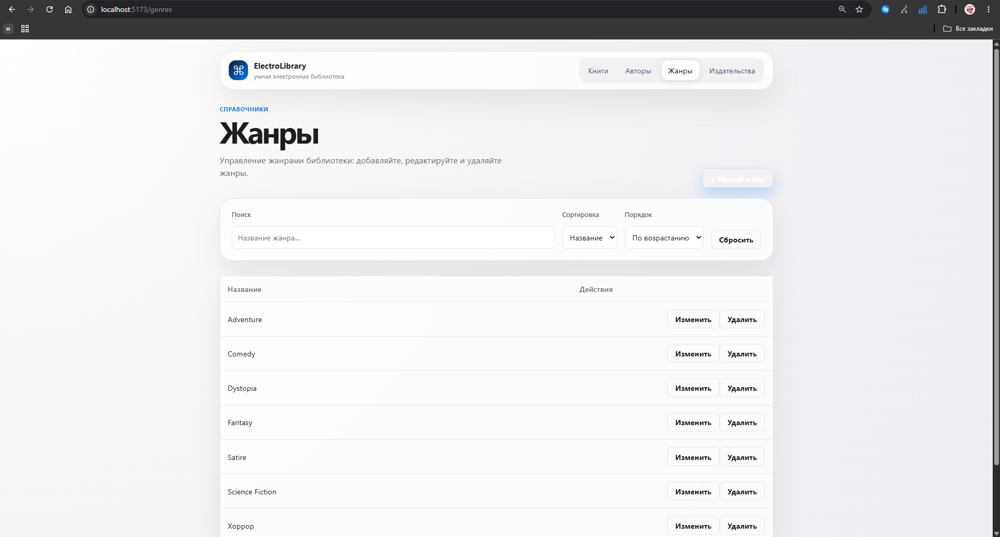 localhost:5173/genres
н
Все закладки
⌘
ElectroLibrary
умная электронная библиотека
Книги
Авторы
Жанры
Издательства
СПРАВОЧНИКИ
Жанры
Управление жанрами библиотеки: добавляйте, редактируйте и удаляйте
жанры.
+ Новый жанр
Поиск
Сортировка
Порядок
Название жанра...
Название
По возрастанию
Сбросить
Название
Действия
Adventure
Изменить
Удалить
Comedy
Изменить
Удалить
Dystopia
Изменить
Удалить
Fantasy
Изменить
Удалить
Satire
Изменить
Удалить
Science Fiction
Изменить
Удалить
Хоррор
Изменить
Удалить